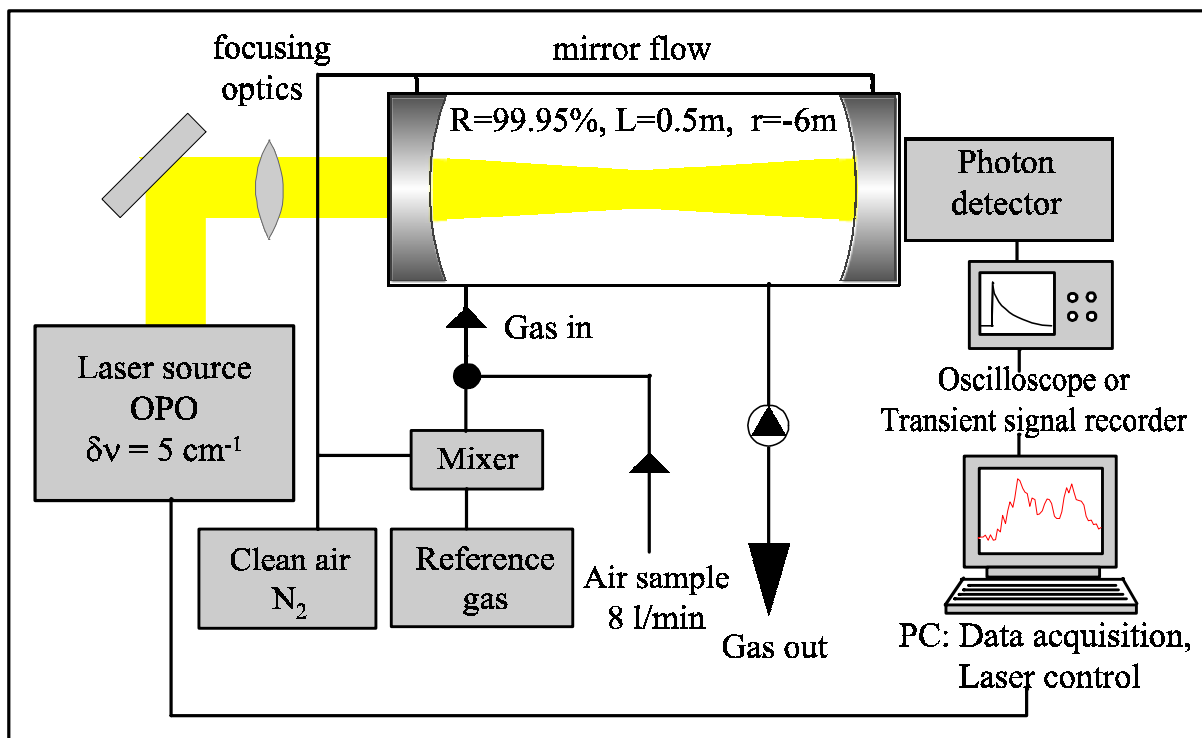 focusing
optics
mirror flow
R=99.95%, L=0.5m, r=-6m
Photon
detector
Gas in
Laser source
OPO
δν = 5 cm⁻¹
Oscilloscope or
Transient signal recorder
Mixer
Clean air
N₂
Reference
gas
Air sample
8 l/min
Gas out
PC: Data acquisition,
Laser control